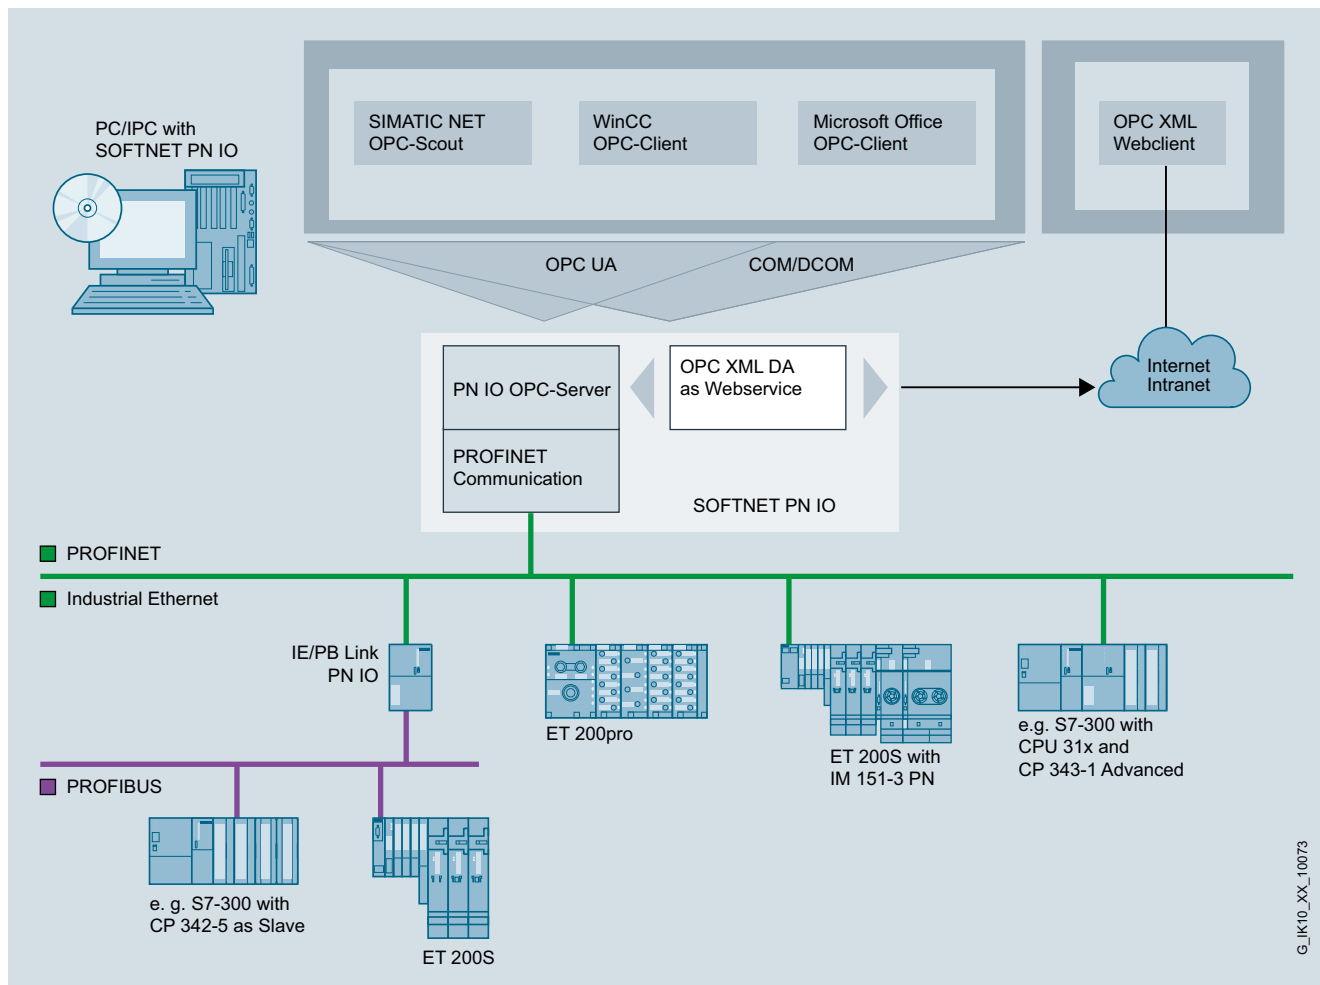 PC/IPC with
SOFTNET PN IO
SIMATIC NET
OPC-Scout
WinCC
OPC-Client
Microsoft Office
OPC-Client
OPC XML
Webclient
OPC UA
COM/DCOM
PN IO OPC-Server
OPC XML DA
as Webservice
Internet
Intranet
PROFINET
Communication
SOFTNET PN IO
PROFINET
Industrial Ethernet
IE/PB Link
PN IO
ET 200pro
ET 200S with
IM 151-3 PN
e.g. S7-300 with
CPU 31x and
CP 343-1 Advanced
PROFIBUS
e. g. S7-300 with
CP 342-5 as Slave
ET 200S
G_IK10_XX_10073